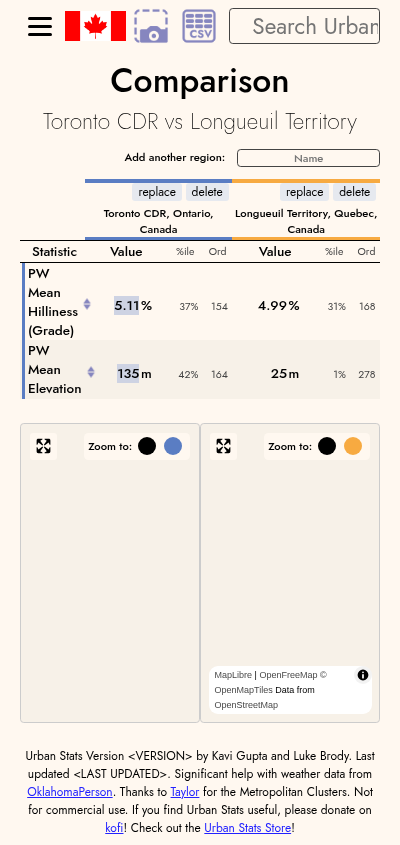 CSV
Search Urban
Comparison
Toronto CDR vs Longueuil Territory
Add another region:
Name
replace delete replace delete
Toronto CDR, Ontario, Canada Longueuil Territory, Quebec, Canada
Statistic Value %ile Ord Value %ile Ord
PW Mean Hilliness (Grade) 5.11% 37% 154 4.99% 31% 168
PW Mean Elevation 135m 42% 164 25m 1% 278
Zoom to: Zoom to:
MapLibre | OpenFreeMap ©
OpenMapTiles Data from
OpenStreetMap
Urban Stats Version <VERSION> by Kavi Gupta and Luke Brody. Last
updated <LAST UPDATED>. Significant help with weather data from
OklahomaPerson. Thanks to Taylor for the Metropolitan Clusters. Not
for commercial use. If you find Urban Stats useful, please donate on
kofi! Check out the Urban Stats Store!